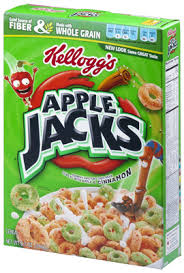 Good Source of
FIBER &
Made with
WHOLE GRAIN
NEW LOOK Same GREAT Taste
Kellogg's
APPLE
JACKS
CINNAMON